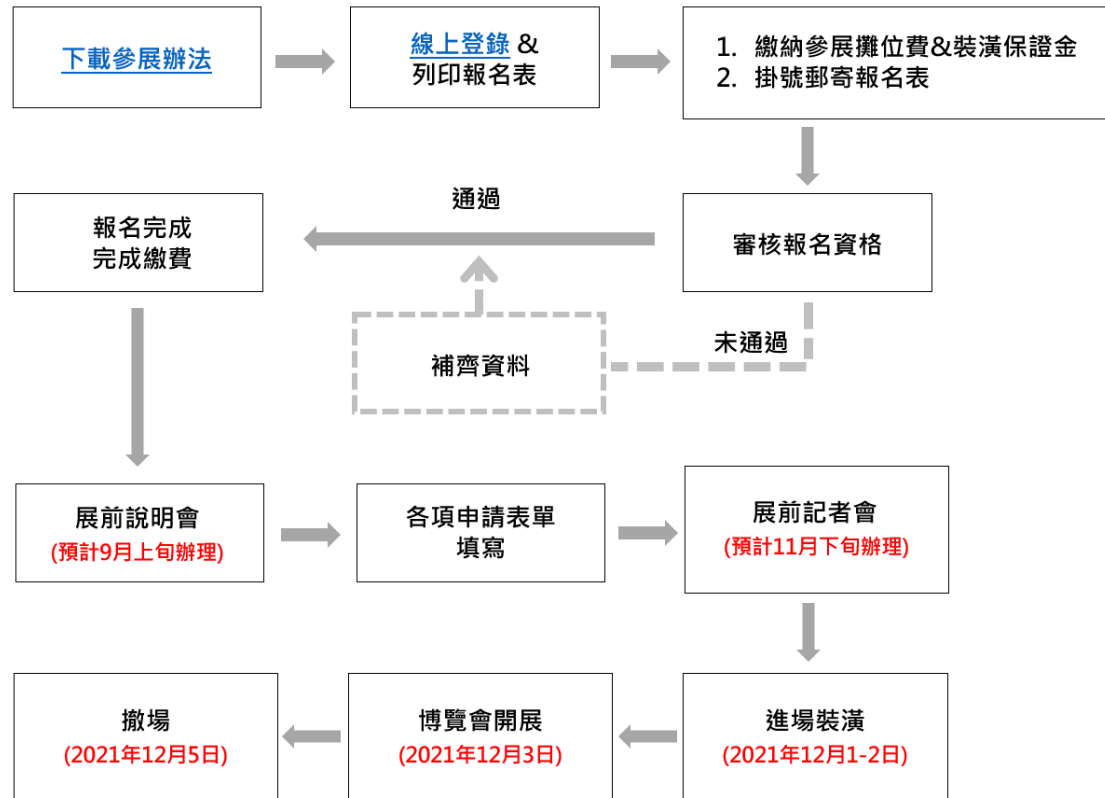 下載參展辦法
線上登錄 &
列印報名表
1. 繳納參展攤位費&裝潢保證金
2. 掛號郵寄報名表
審核報名資格
通過
報名完成
完成繳費
未通過
補齊資料
展前說明會
(預計9月上旬辦理)
各項申請表單
填寫
展前記者會
(預計11月下旬辦理)
進場裝潢
(2021年12月1-2日)
博覽會開展
(2021年12月3日)
撤場
(2021年12月5日)